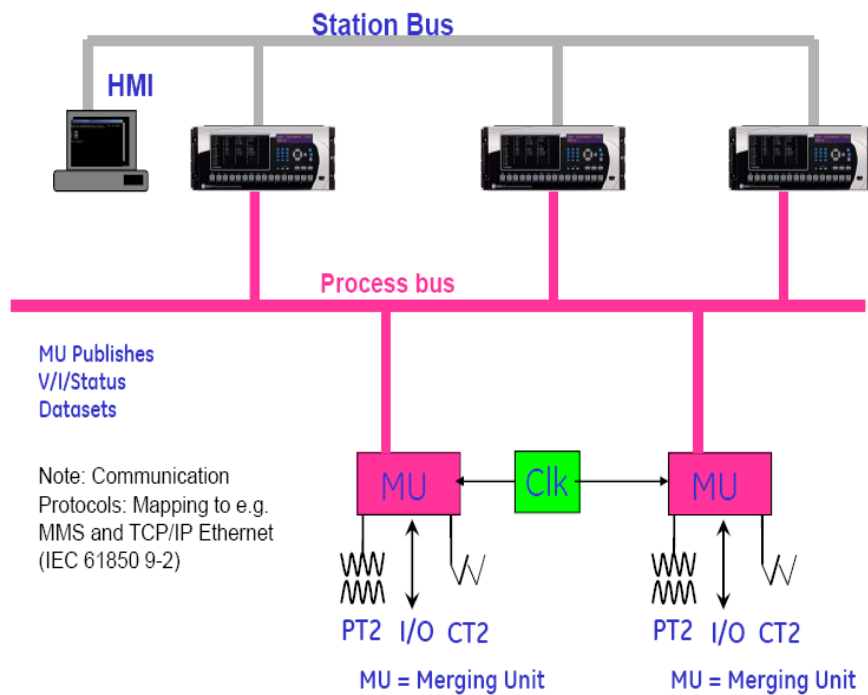 Station Bus
HMI
Process bus
MU Publishes
V/I/Status
Datasets
Note: Communication
Protocols: Mapping to e.g.
MMS and TCP/IP Ethernet
(IEC 61850 9-2)
MU
Clk
MU
PT2 I/O CT2
PT2 I/O CT2
MU = Merging Unit
MU = Merging Unit